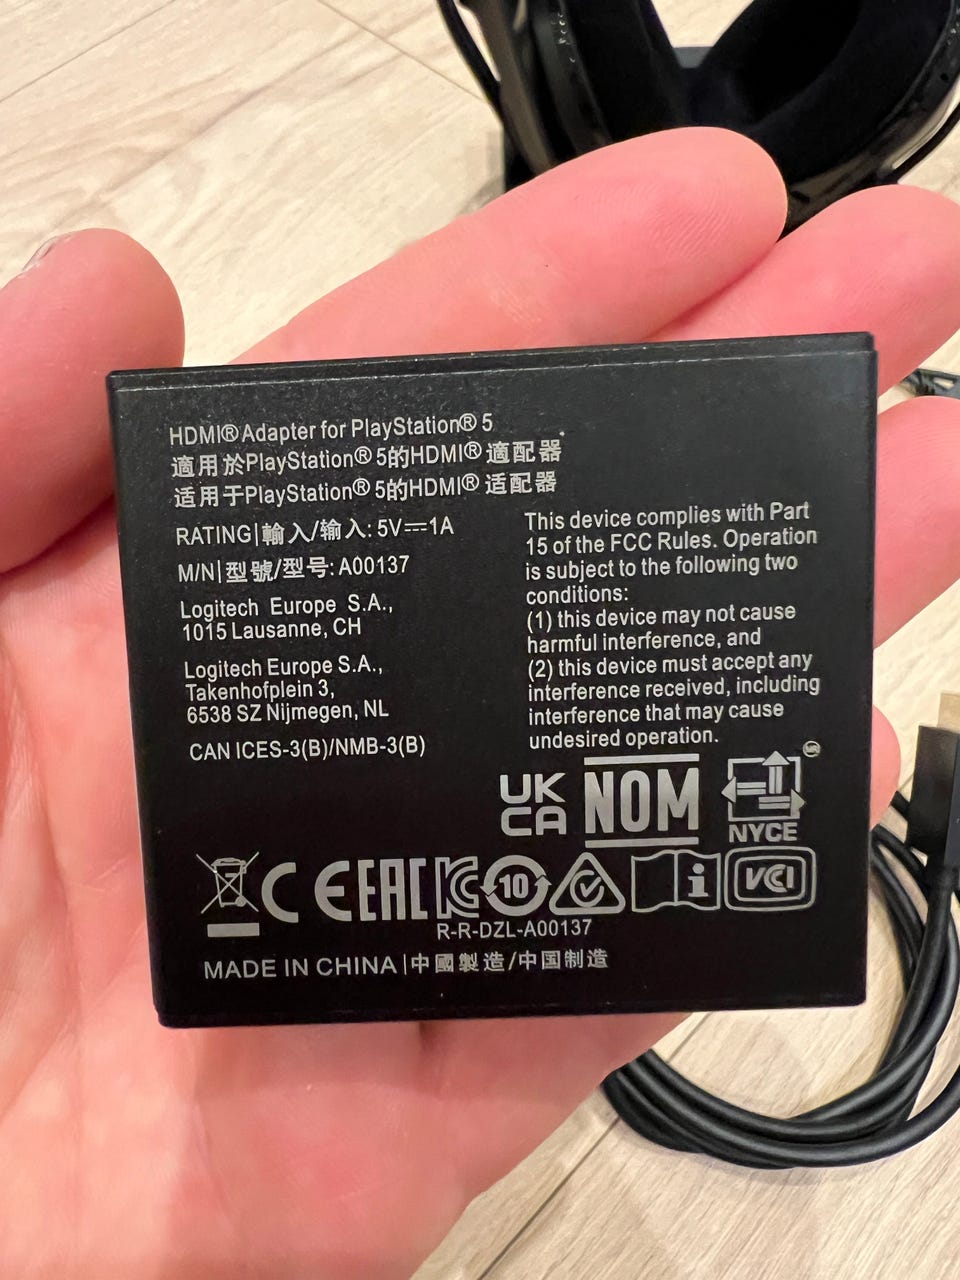 HDMI® Adapter for PlayStation® 5
適用於PlayStation® 5的HDMI® 適配器
适用于PlayStation® 5的HDMI® 适配器
RATING|輸入/输入: 5V⎓1A
M/N|型號/型号: A00137
Logitech Europe S.A.,
1015 Lausanne, CH
Logitech Europe S.A.,
Takenhofplein 3,
6538 SZ Nijmegen, NL
CAN ICES-3(B)/NMB-3(B)
This device complies with Part
15 of the FCC Rules. Operation
is subject to the following two
conditions:
(1) this device may not cause
harmful interference, and
(2) this device must accept any
interference received, including
interference that may cause
undesired operation.
UK
CA
NOM
NYCE
MR
CE EAC KC 10 i VCI
R-R-DZL-A00137
MADE IN CHINA|中國製造/中国制造